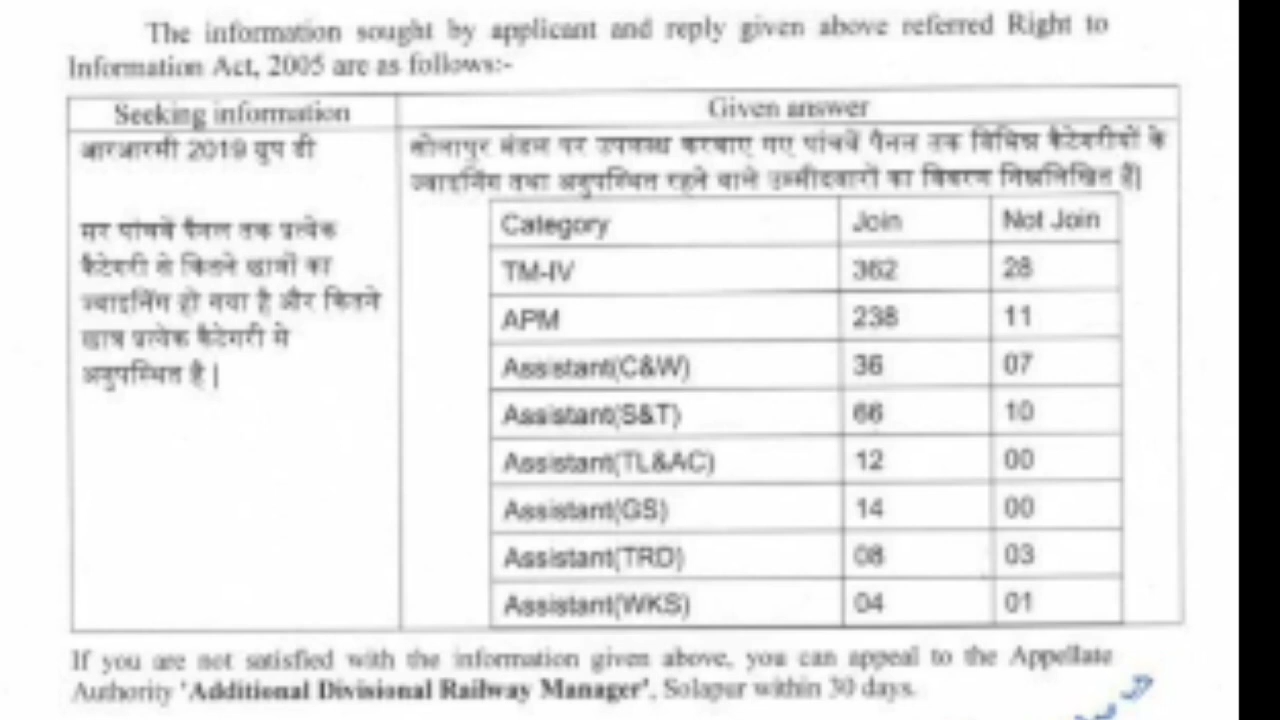 The information sought by applicant and reply given above referred Right to
Information Act, 2005 are as follows:-
Seeking information
Given answer
आरआरसी 2019 ग्रुप डी
मर पांचवें पैनल तक प्रत्येक
कैटेगरी से कितने छात्रों का
ज्वाइनिंग हो गया है और कितने
छात्र प्रत्येक कैटेगरी मे
अनुपस्थित है |
सोलापुर मंडल पर उपलब्ध करवाए गए पांचवें पैनल तक विभिन्न कैटेगरीयों के
ज्वाइनिंग तथा अनुपस्थित रहने वाले उम्मीदवारों का विवरण निम्नलिखित हैं|
Category Join Not Join
TM-IV 362 28
APM 238 11
Assistant(C&W) 36 07
Assistant(S&T) 66 10
Assistant(TL&AC) 12 00
Assistant(GS) 14 00
Assistant(TRD) 08 03
Assistant(WKS) 04 01
If you are not satisfied with the information given above, you can appeal to the Appellate
Authority 'Additional Divisional Railway Manager', Solapur within 30 days.